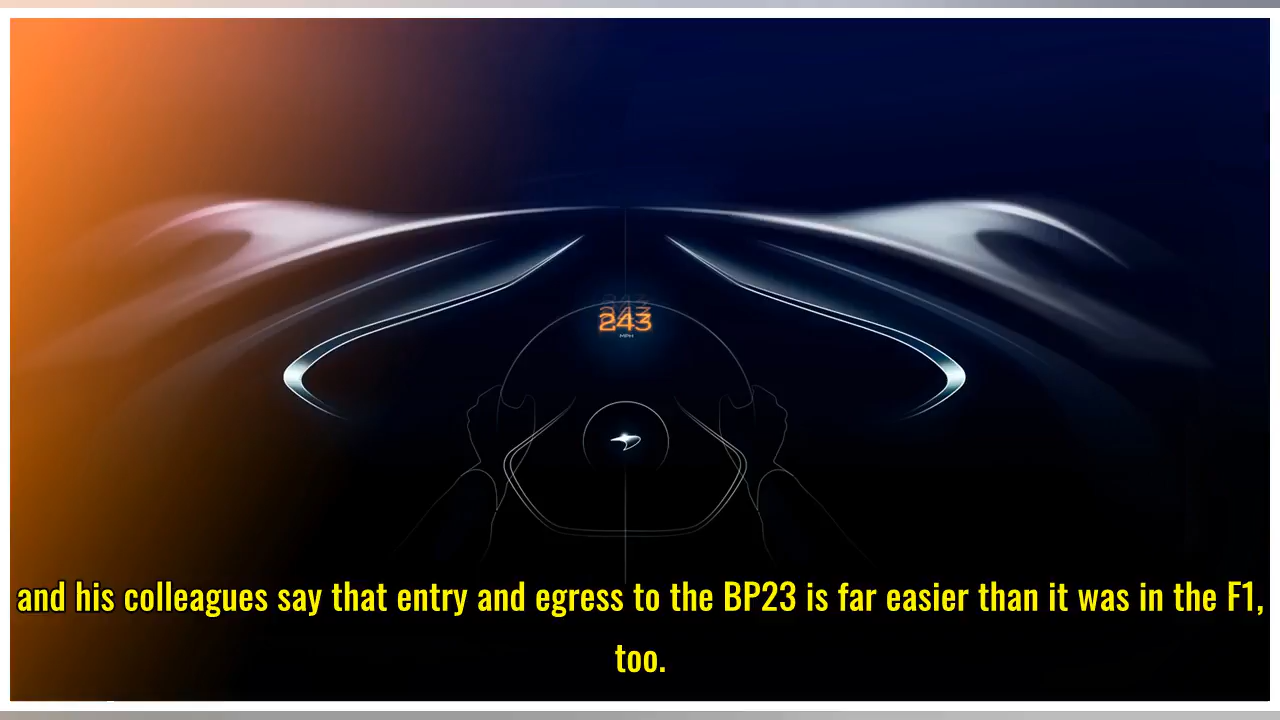 243
MPH
and his colleagues say that entry and egress to the BP23 is far easier than it was in the F1,
too.